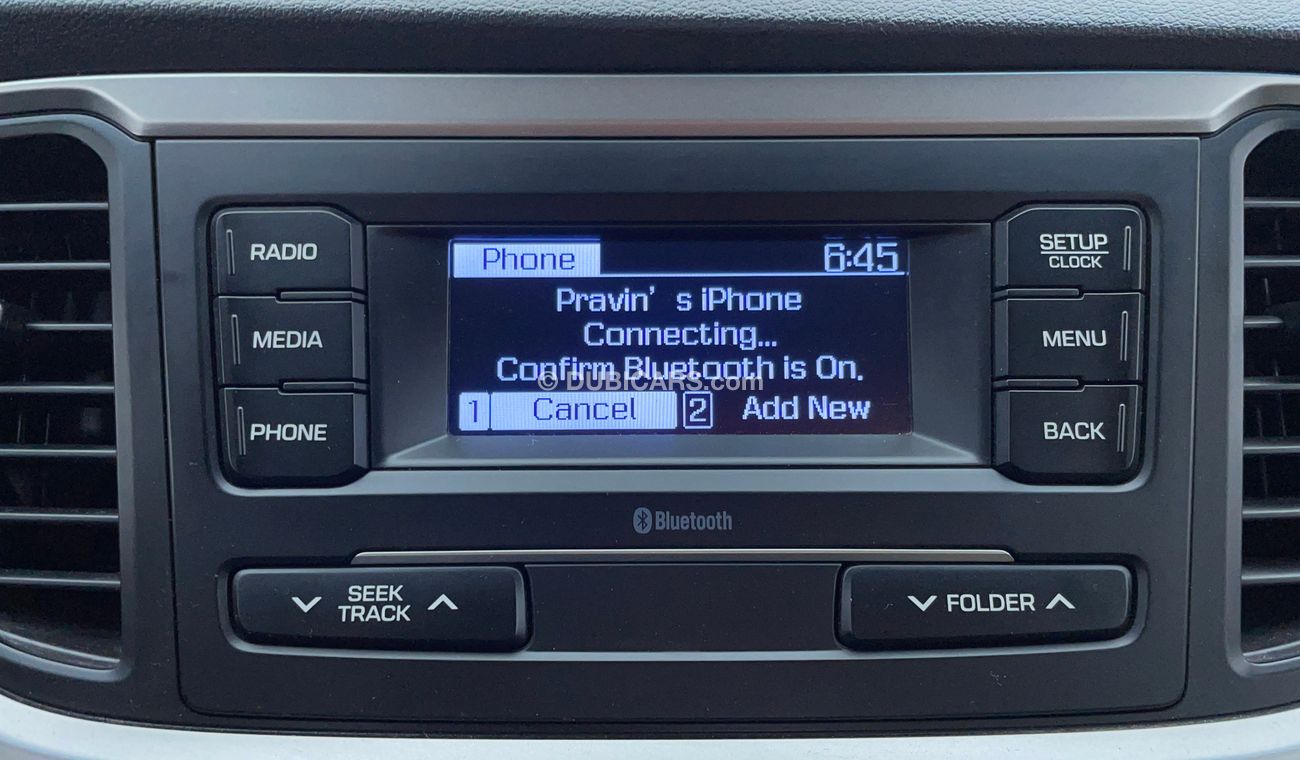 RADIO
MEDIA
PHONE
Phone 6:45
Pravin’ s iPhone
Connecting...
Confirm Bluetooth is On.
© DUBICARS.com
1 Cancel 2 Add New
SETUP
CLOCK
MENU
BACK
Bluetooth
SEEK
TRACK
FOLDER